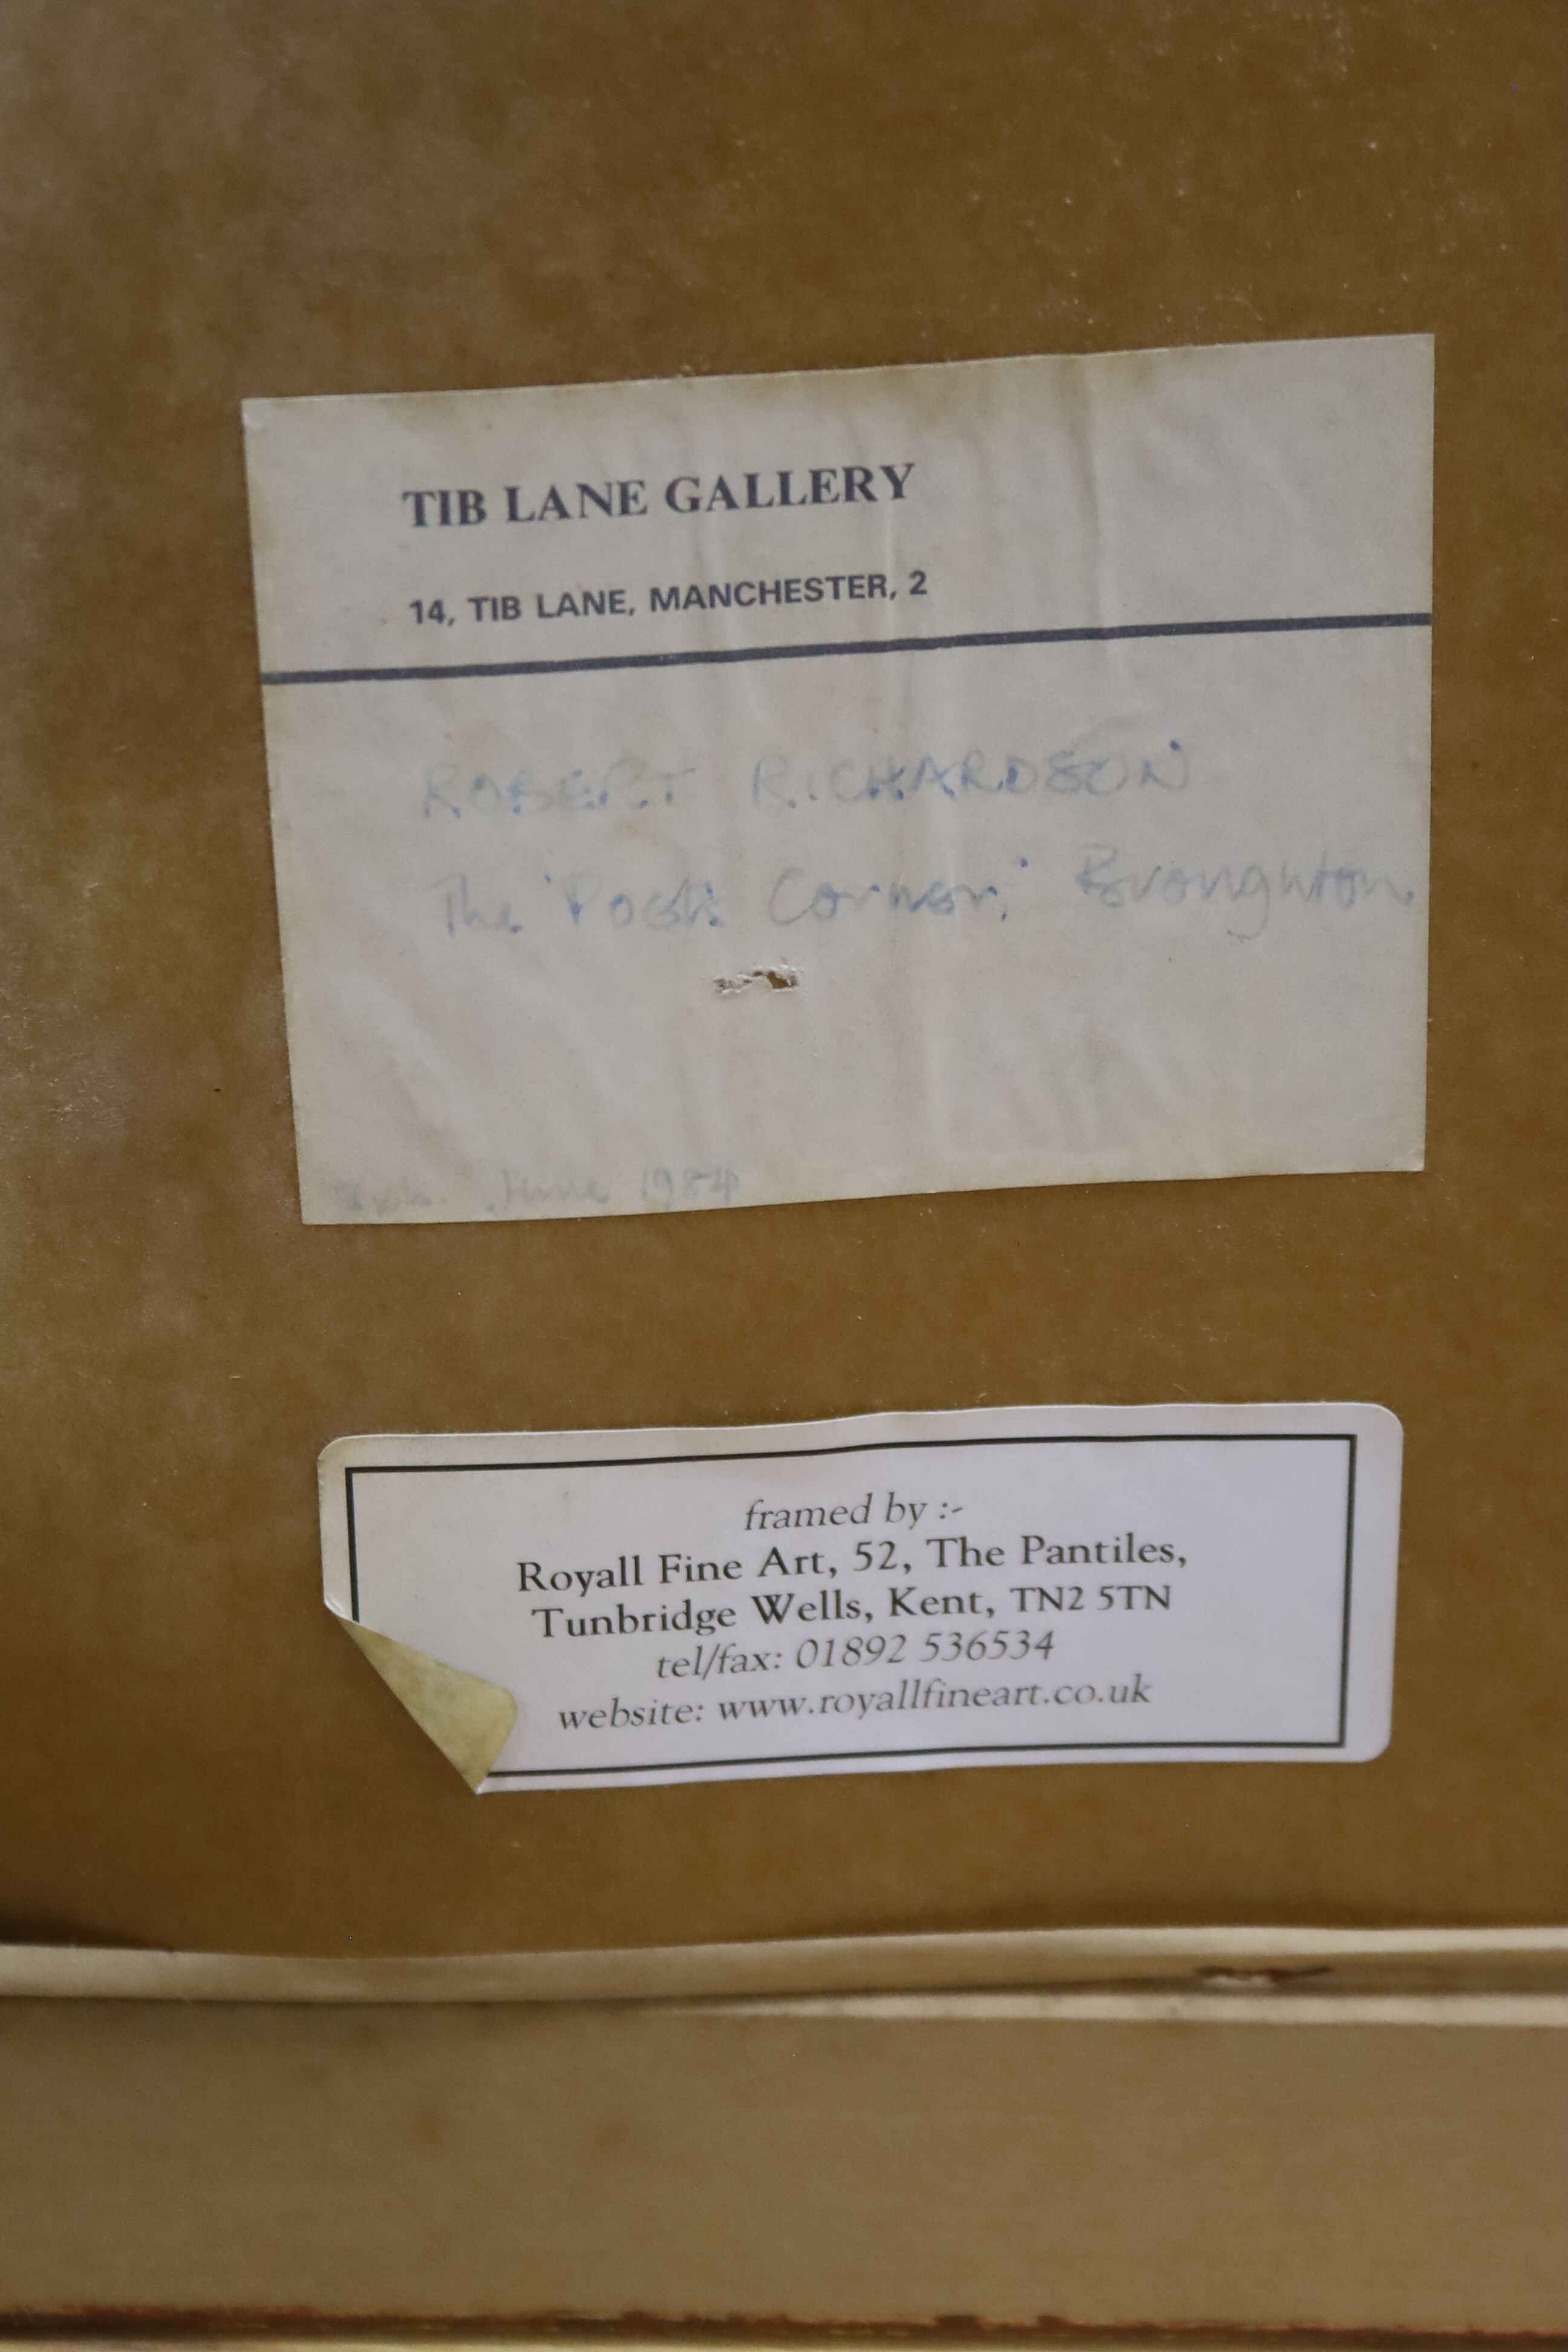 TIB LANE GALLERY
14, TIB LANE, MANCHESTER, 2
ROBERT RICHARDSON
The 'Posh Corner,' Broughton
June 1984
framed by :-
Royall Fine Art, 52, The Pantiles,
Tunbridge Wells, Kent, TN2 5TN
tel/fax: 01892 536534
website: www.royallfineart.co.uk